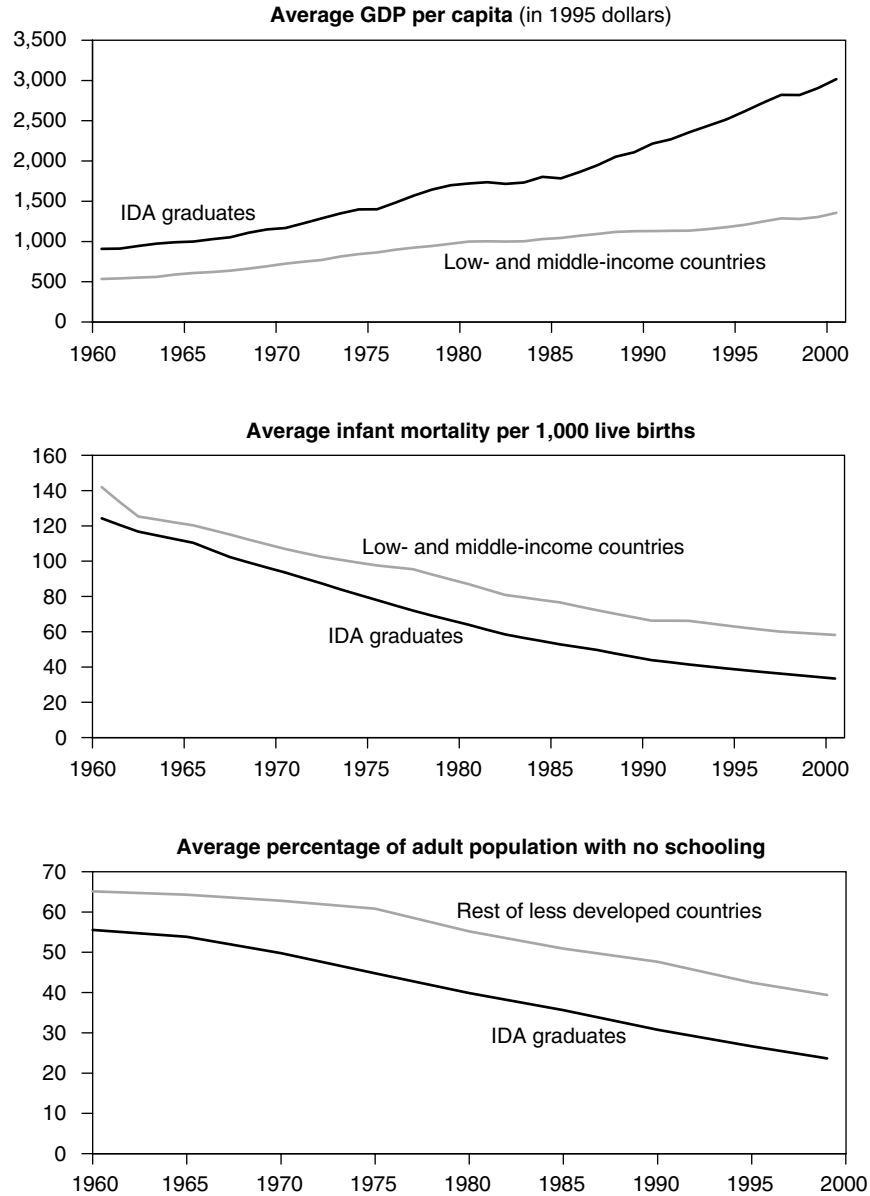 Average GDP per capita (in 1995 dollars)
3,500
3,000
2,500
2,000
1,500
1,000
500
0
IDA graduates
Low- and middle-income countries
1960 1965 1970 1975 1980 1985 1990 1995 2000
Average infant mortality per 1,000 live births
160
140
120
100
80
60
40
20
0
Low- and middle-income countries
IDA graduates
1960 1965 1970 1975 1980 1985 1990 1995 2000
Average percentage of adult population with no schooling
70
60
50
40
30
20
10
0
Rest of less developed countries
IDA graduates
1960 1965 1970 1975 1980 1985 1990 1995 2000